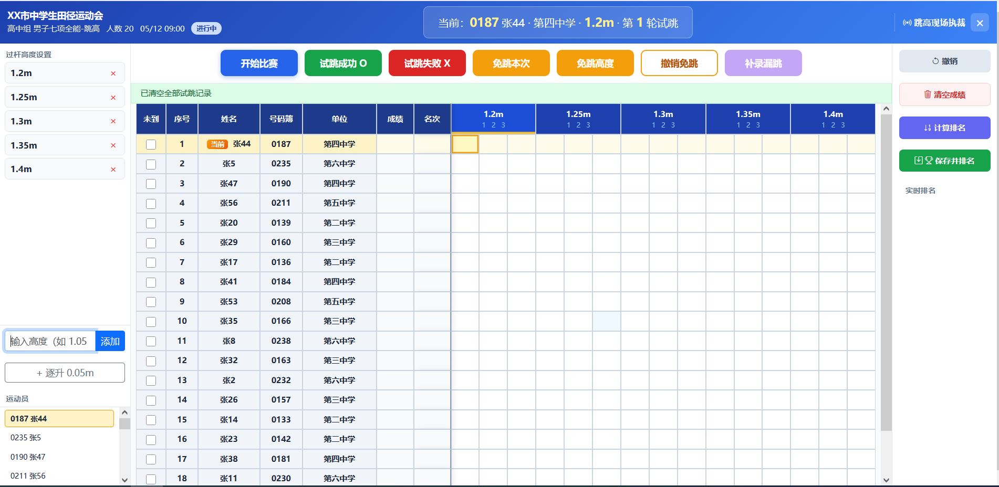 XX市中学生田径运动会
高中组 男子七项全能-跳高 人数 20 05/12 09:00 进行中
当前：0187 张44 · 第四中学 · 1.2m · 第 1 轮试跳
跳高现场执裁
过杆高度设置
1.2m
1.25m
1.3m
1.35m
1.4m
输入高度（如 1.05
添加
+ 逐升 0.05m
运动员
0187 张44
0235 张5
0190 张47
0211 张56
开始比赛 试跳成功 O 试跳失败 X 免跳本次 免跳高度 撤销免跳 补录漏跳
已清空全部试跳记录
未到 序号 姓名 号码簿 单位 成绩 名次 1.2m 1.25m 1.3m 1.35m 1.4m
1 2 3 1 2 3 1 2 3 1 2 3 1 2 3
1 当前 张44 0187 第四中学
2 张5 0235 第六中学
3 张47 0190 第四中学
4 张56 0211 第五中学
5 张20 0139 第二中学
6 张29 0160 第三中学
7 张17 0136 第二中学
8 张41 0184 第四中学
9 张53 0208 第五中学
10 张35 0166 第三中学
11 张8 0238 第六中学
12 张32 0163 第三中学
13 张2 0232 第六中学
14 张26 0157 第三中学
15 张14 0133 第二中学
16 张23 0142 第二中学
17 张38 0181 第四中学
18 张11 0230 第六中学
撤销
清空成绩
计算排名
保存并排名
实时排名